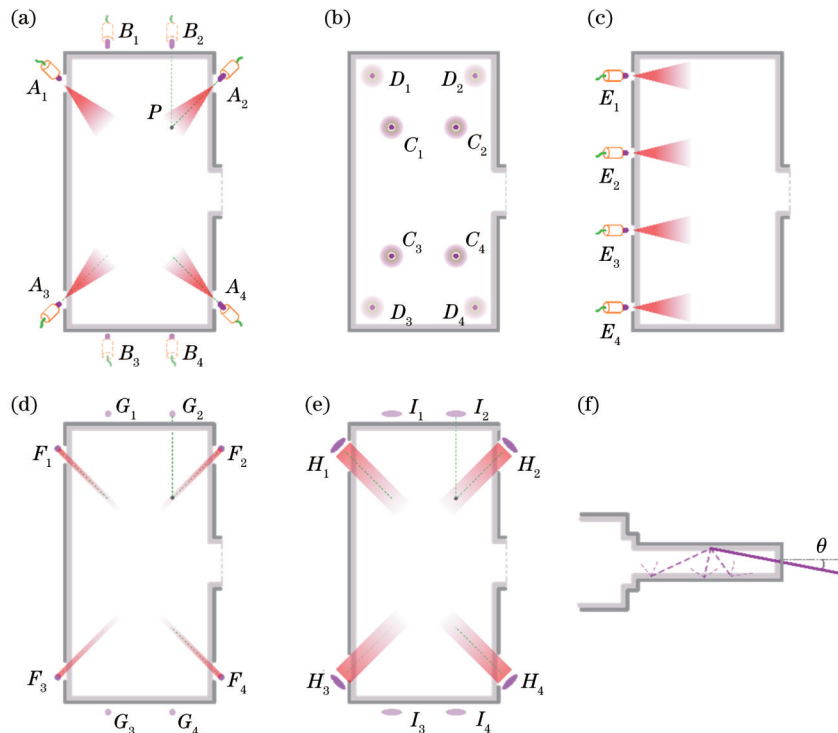 (a)
B1
B2
A1
A2
P
A3
A4
B3
B4
(b)
D1
D2
C1
C2
C3
C4
D3
D4
(c)
E1
E2
E3
E4
(d)
G1
G2
F1
F2
F3
F4
G3
G4
(e)
I1
I2
H1
H2
H3
H4
I3
I4
(f)
θ